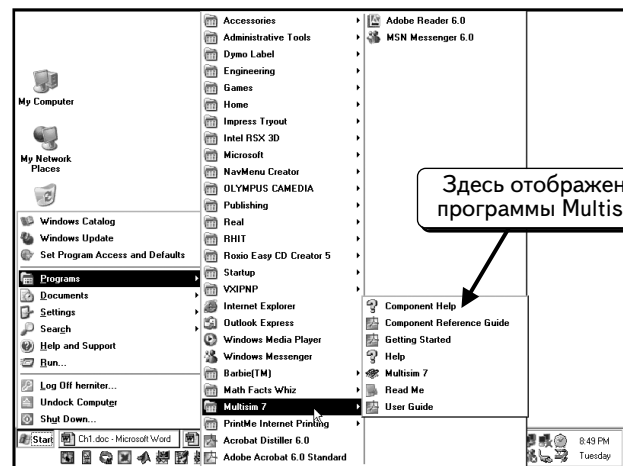 My Computer
My Network
Places
Windows Catalog
Windows Update
Set Program Access and Defaults
Programs
Documents
Settings
Search
Help and Support
Run...
Log Off herniter...
Undock Computer
Shut Down...
Accessories
Administrative Tools
Dymo Label
Engineering
Games
Home
Impress Tryout
Intel RSX 3D
Microsoft
NavMenu Creator
OLYMPUS CAMEDIA
Publishing
Real
RHIT
Roxio Easy CD Creator 5
Startup
VXIPNP
Internet Explorer
Outlook Express
Windows Media Player
Windows Messenger
Barbie(TM)
Math Facts Whiz
Multisim 7
PrintMe Internet Printing
Acrobat Distiller 6.0
Adobe Acrobat 6.0 Standard
Adobe Reader 6.0
MSN Messenger 6.0
Здесь отображен
программы Multis
Component Help
Component Reference Guide
Getting Started
Help
Multisim 7
Read Me
User Guide
Start
Ch1.doc - Microsoft Word
8:49 PM
Tuesday